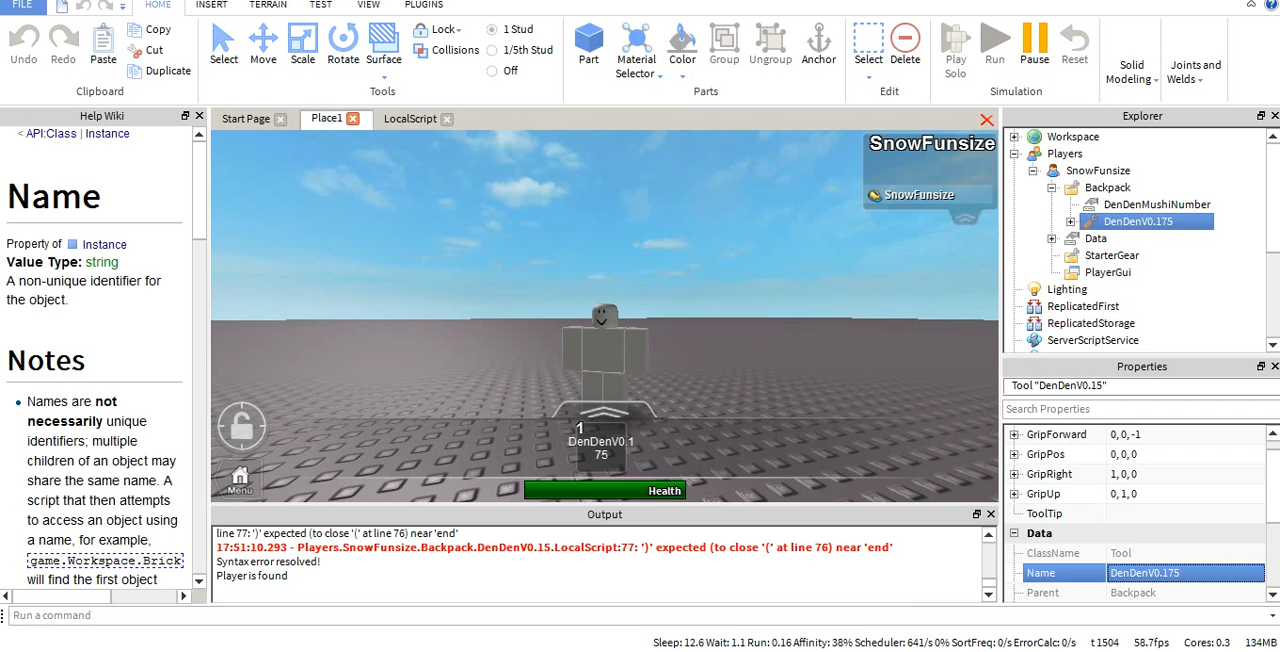 FILE HOME INSERT TERRAIN TEST VIEW PLUGINS
Undo Redo Paste
Copy
Cut
Duplicate
Clipboard
Select Move Scale Rotate Surface
Lock
Collisions
1 Stud
1/5th Stud
Off
Tools
Part Material Selector Color Group Ungroup Anchor
Parts
Select Delete
Edit
Play Solo Run Pause Reset
Simulation
Solid Modeling
Joints and Welds
Help Wiki
< API:Class | Instance
Name
Property of Instance
Value Type: string
A non-unique identifier for
the object.
Notes
Names are not
necessarily unique
identifiers; multiple
children of an object may
share the same name. A
script that then attempts
to access an object using
a name, for example,
game.Workspace.Brick
will find the first object
Start Page Place1 LocalScript
SnowFunsize
SnowFunsize
1
DenDenV0.1
75
Menu
Health
Output
line 77: ')' expected (to close '(' at line 76) near 'end'
17:51:10.293 - Players.SnowFunsize.Backpack.DenDenV0.15.LocalScript:77: ')' expected (to close '(' at line 76) near 'end'
Syntax error resolved!
Player is found
Explorer
Workspace
Players
SnowFunsize
Backpack
DenDenMushiNumber
DenDenV0.175
Data
StarterGear
PlayerGui
Lighting
ReplicatedFirst
ReplicatedStorage
ServerScriptService
Properties
Tool "DenDenV0.15"
Search Properties
GripForward 0, 0, -1
GripPos 0, 0, 0
GripRight 1, 0, 0
GripUp 0, 1, 0
ToolTip
Data
ClassName Tool
Name DenDenV0.175
Parent Backpack
Run a command
Sleep: 12.6 Wait: 1.1 Run: 0.16 Affinity: 38% Scheduler: 641/s 0% SortFreq: 0/s ErrorCalc: 0/s t 1504 58.7fps Cores: 0.3 134MB